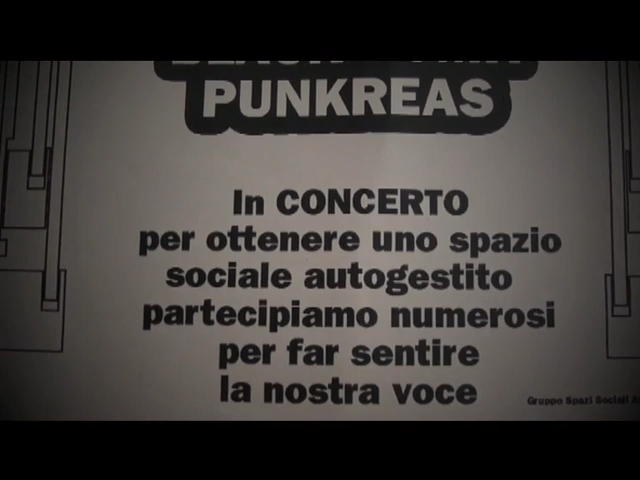 PUNKREAS
In CONCERTO
per ottenere uno spazio
sociale autogestito
partecipiamo numerosi
per far sentire
la nostra voce
Gruppo Spazi Sociali